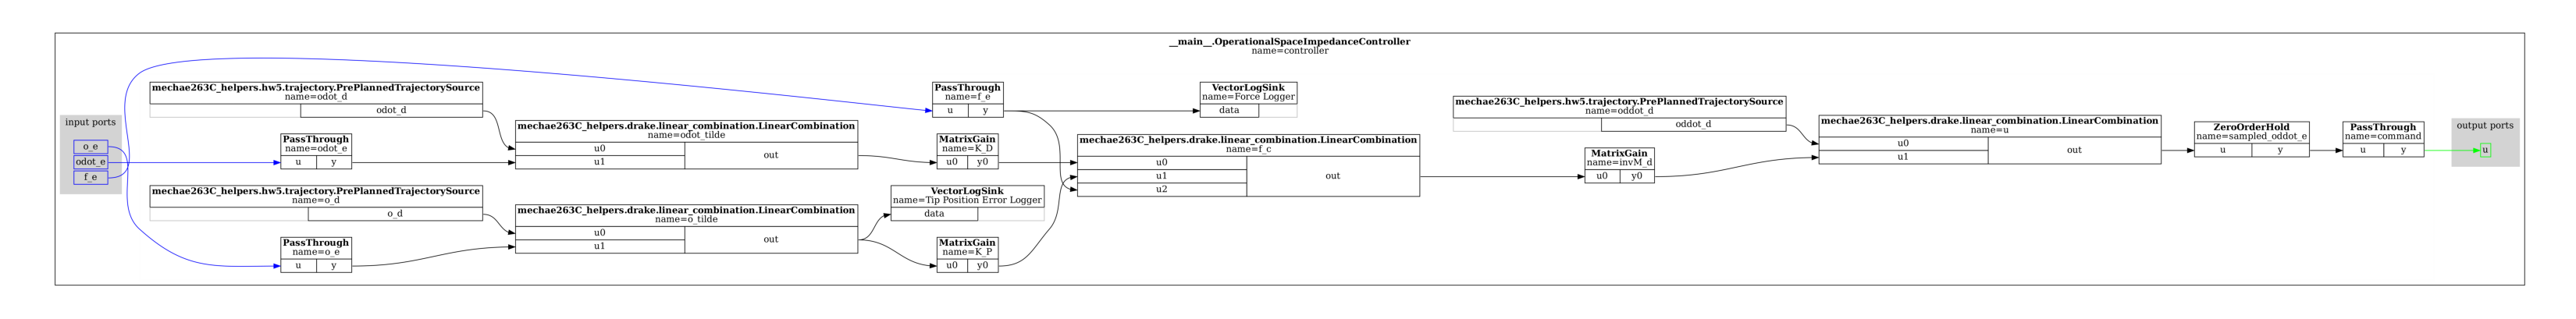 __main__.OperationalSpaceImpedanceController
name=controller
input ports
o_e
odot_e
f_e
mechae263C_helpers.hw5.trajectory.PrePlannedTrajectorySource
name=odot_d
odot_d
PassThrough
name=odot_e
u y
mechae263C_helpers.hw5.trajectory.PrePlannedTrajectorySource
name=o_d
o_d
PassThrough
name=o_e
u y
mechae263C_helpers.drake.linear_combination.LinearCombination
name=odot_tilde
u0
u1
out
mechae263C_helpers.drake.linear_combination.LinearCombination
name=o_tilde
u0
u1
out
PassThrough
name=f_e
u y
MatrixGain
name=K_D
u0 y0
VectorLogSink
name=Tip Position Error Logger
data
MatrixGain
name=K_P
u0 y0
VectorLogSink
name=Force Logger
data
mechae263C_helpers.drake.linear_combination.LinearCombination
name=f_c
u0
u1
u2
out
mechae263C_helpers.hw5.trajectory.PrePlannedTrajectorySource
name=oddot_d
oddot_d
MatrixGain
name=invM_d
u0 y0
mechae263C_helpers.drake.linear_combination.LinearCombination
name=u
u0
u1
out
ZeroOrderHold
name=sampled_oddot_e
u y
PassThrough
name=command
u y
output ports
u